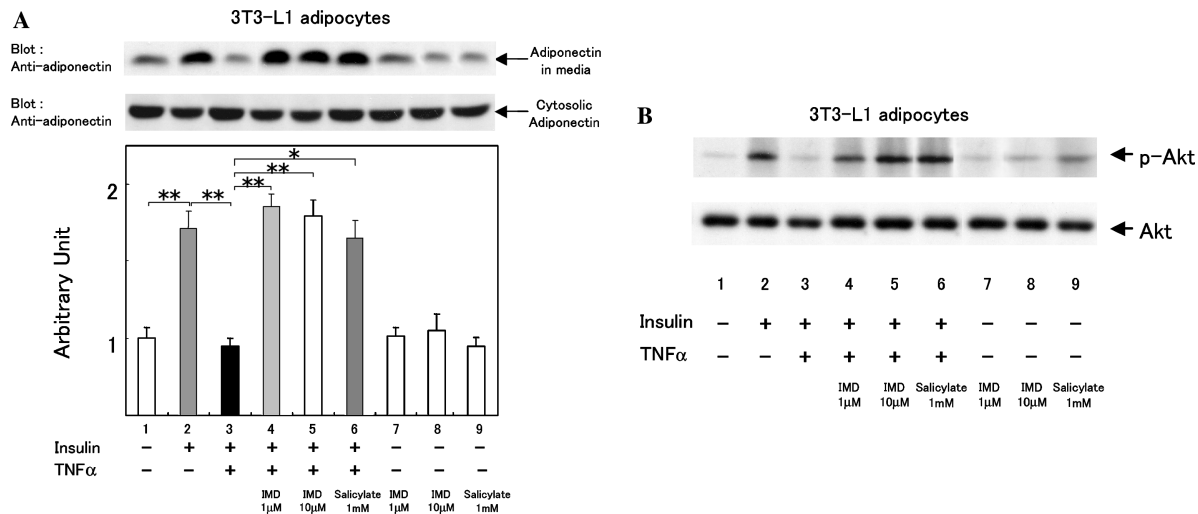 A
3T3-L1 adipocytes
Blot :
Anti-adiponectin
Adiponectin
in media
Blot :
Anti-adiponectin
Cytosolic
Adiponectin
Arbitrary Unit
2
1
*
**
** ** **
1 2 3 4 5 6 7 8 9
Insulin − + + + + + − − −
TNFα − − + + + + − − −
IMD 1μM IMD 10μM Salicylate 1mM IMD 1μM IMD 10μM Salicylate 1mM
B
3T3-L1 adipocytes
p-Akt
Akt
1 2 3 4 5 6 7 8 9
Insulin − + + + + + − − −
TNFα − − + + + + − − −
IMD 1μM IMD 10μM Salicylate 1mM IMD 1μM IMD 10μM Salicylate 1mM